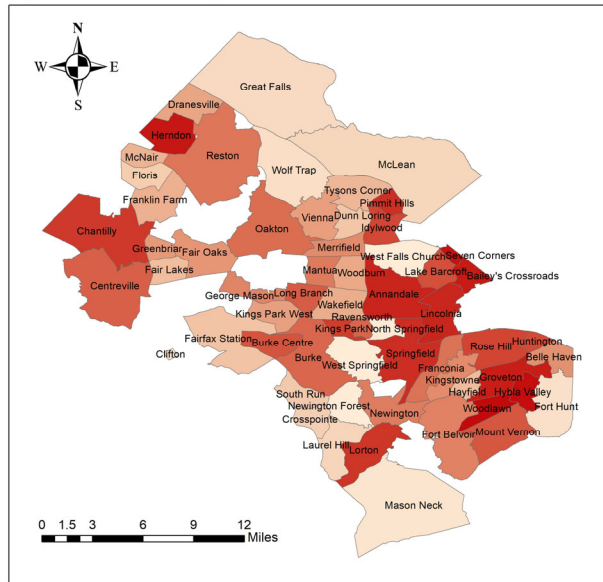 N
W E
S
Great Falls
Dranesville
Herndon
Reston
McNair
Floris
Wolf Trap
McLean
Tysons Corner
Franklin Farm
Pimmit Hills
Vienna
Dunn Loring
Idylwood
Chantilly
Oakton
Greenbriar
Fair Oaks
Merrifield
West Falls Church
Seven Corners
Fair Lakes
Mantua
Woodburn
Lake Barcroft
Bailey's Crossroads
Centreville
George Mason
Long Branch
Annandale
Wakefield
Lincolnia
Kings Park West
Ravensworth
Kings Park
North Springfield
Fairfax Station
Burke Centre
Rose Hill
Huntington
Clifton
Burke
Springfield
Belle Haven
West Springfield
Franconia
Groveton
Kingstowne
South Run
Hayfield
Hybla Valley
Newington Forest
Woodlawn
Fort Hunt
Crosspointe
Newington
Laurel Hill
Lorton
Fort Belvoir
Mount Vernon
Mason Neck
0 1.5 3 6 9 12
Miles